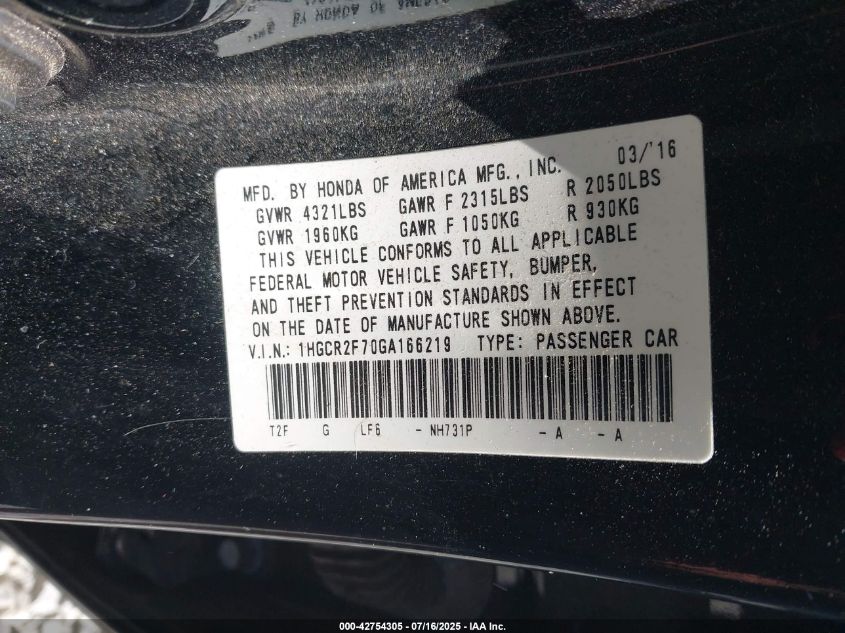 MFD. BY HONDA OF AMERICA MFG., INC. 03/'16
GVWR 4321LBS GAWR F 2315LBS R 2050LBS
GVWR 1960KG GAWR F 1050KG R 930KG
THIS VEHICLE CONFORMS TO ALL APPLICABLE
FEDERAL MOTOR VEHICLE SAFETY, BUMPER,
AND THEFT PREVENTION STANDARDS IN EFFECT
ON THE DATE OF MANUFACTURE SHOWN ABOVE.
V.I.N.: 1HGCR2F70GA166219 TYPE: PASSENGER CAR
T2F G LF6 - NH731P - A - A
000-42754305 - 07/16/2025 - IAA Inc.